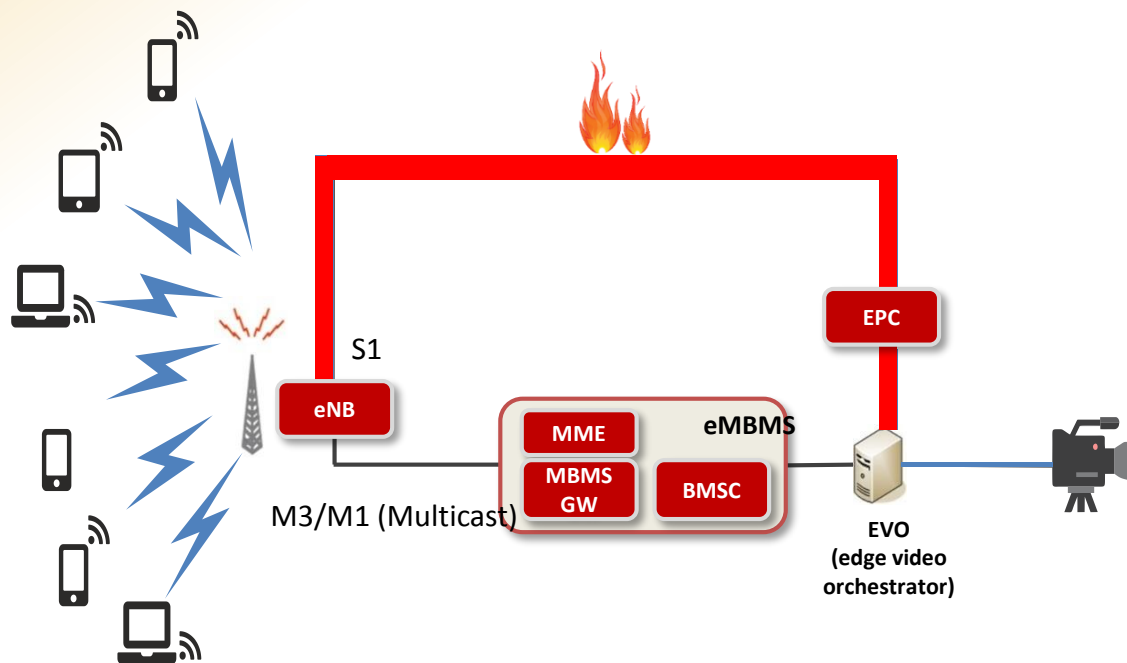 S1
EPC
eNB
eMBMS
MME
MBMS
GW
BMSC
M3/M1 (Multicast)
EVO
(edge video
orchestrator)